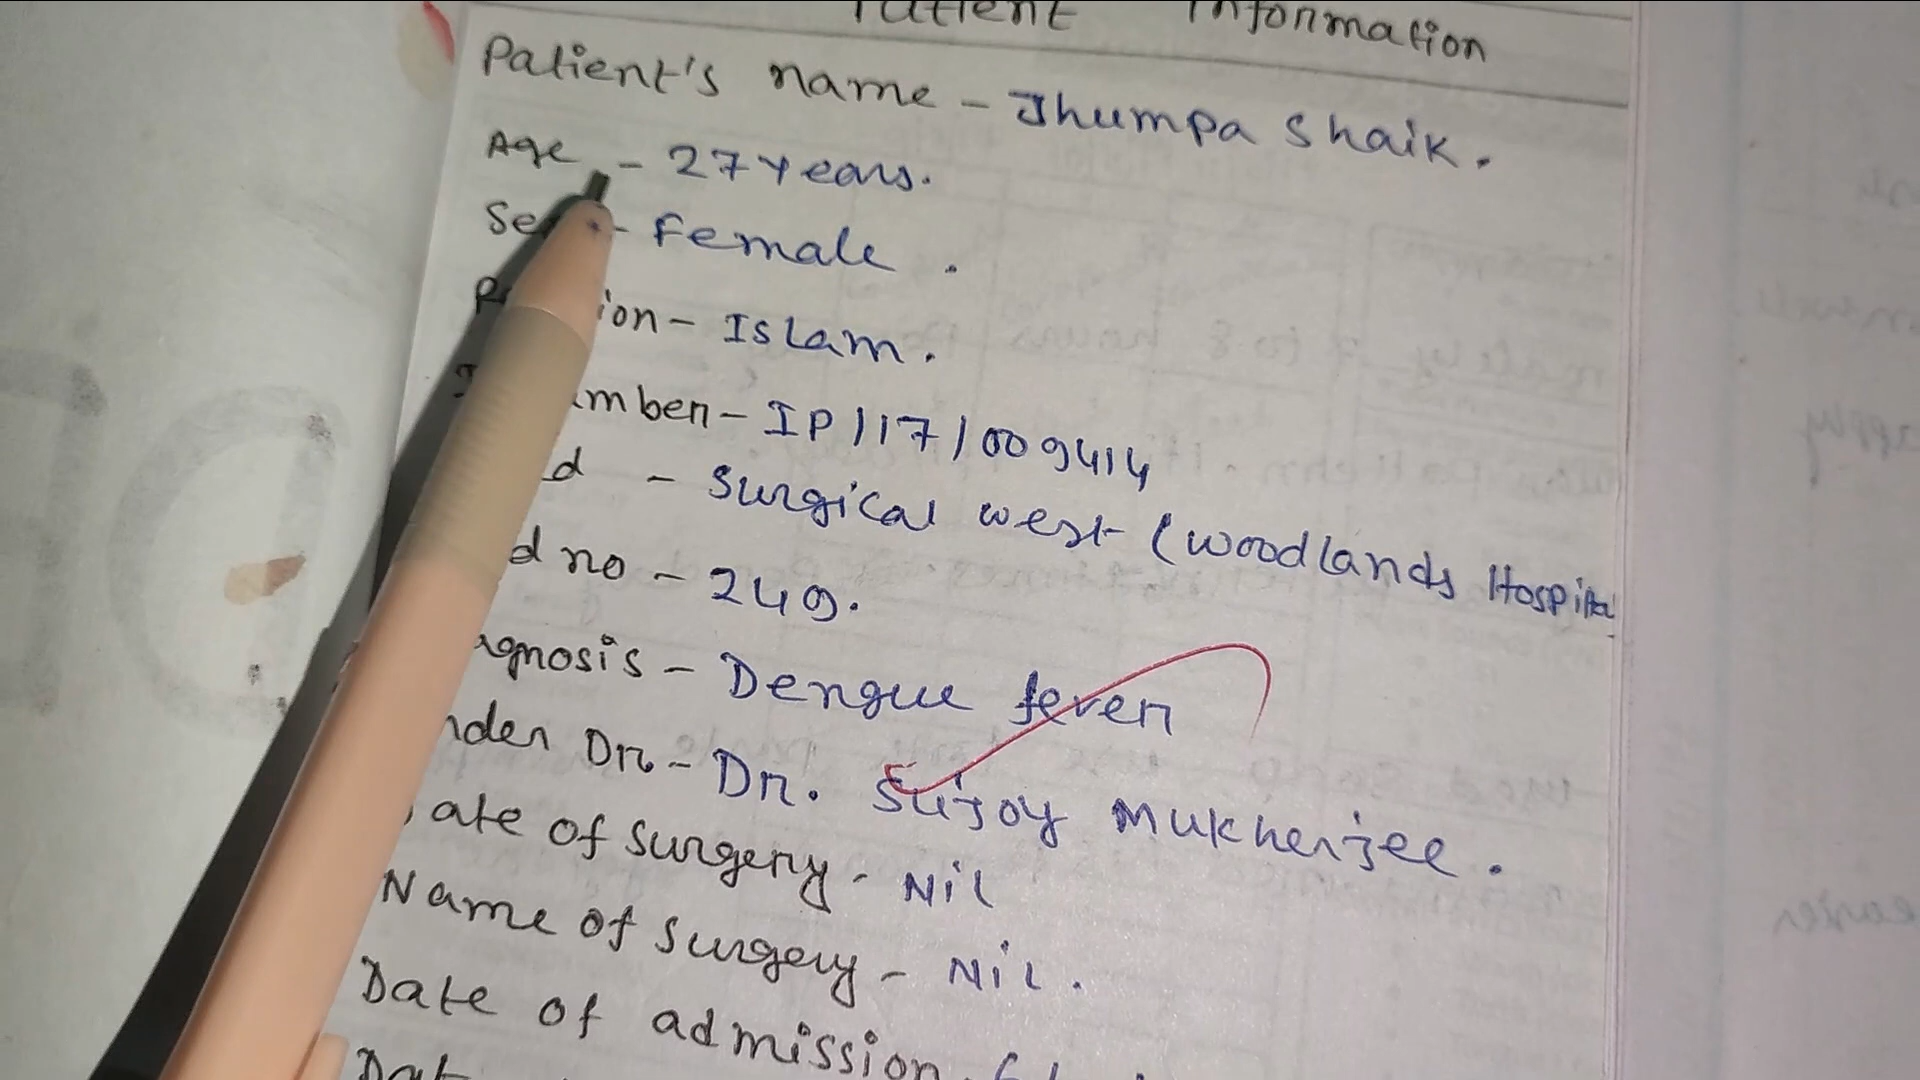 Patient Information
Patient's name - Jhumpa Shaik.
Age - 27 Years.
Sex - Female.
ion - Islam.
mber - IP/17/009414
d - Surgical west (Woodlands Hospital
d no - 249.
agnosis - Dengue fever
nder Dr. - Dr. Sujoy Mukherjee.
ate of surgery - Nil
Name of surgery - Nil.
Date of admission